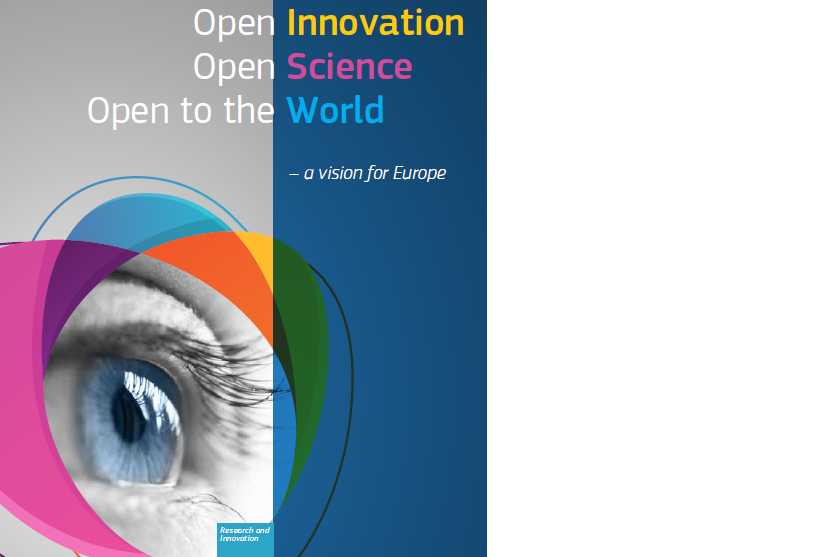 Open Innovation
Open Science
Open to the World
– a vision for Europe
Research and
Innovation